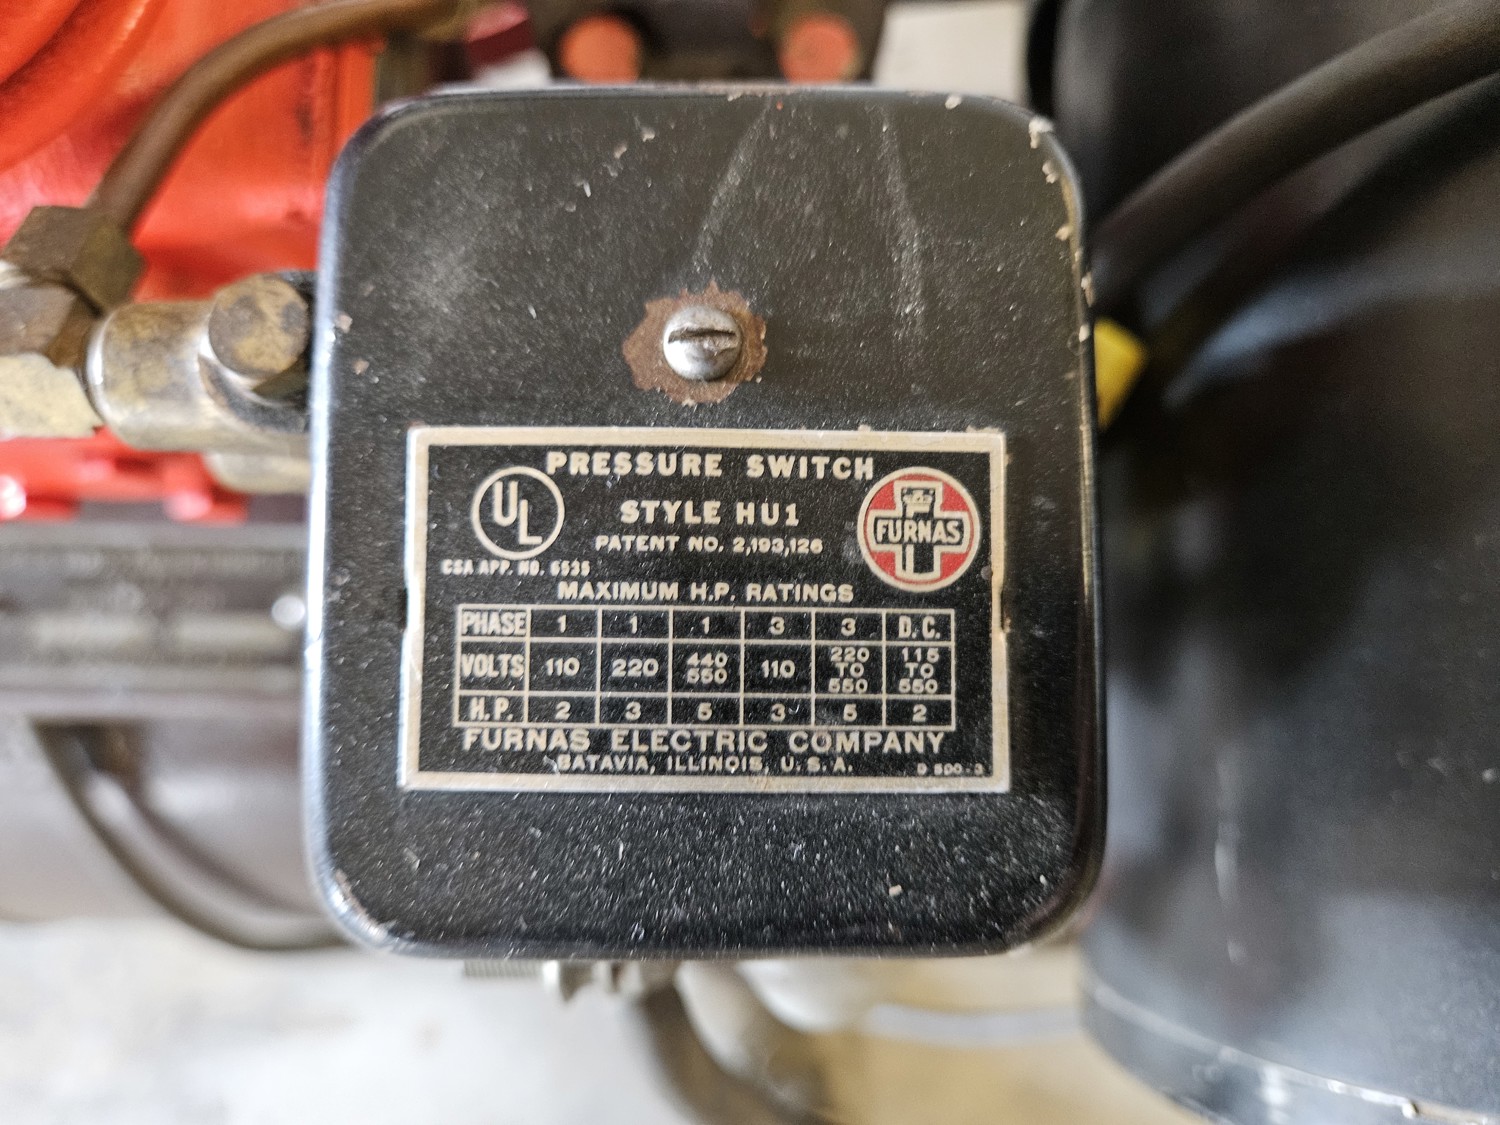 PRESSURE SWITCH
UL
STYLE HU1
FURNAS
PATENT NO. 2,193,126
CSA APP. NO. 6535
MAXIMUM H.P. RATINGS
PHASE 1 1 1 3 3 D.C.
VOLTS 110 220 440 550 110 220 TO 550 115 TO 550
H.P. 2 3 5 3 5 2
FURNAS ELECTRIC COMPANY
BATAVIA, ILLINOIS, U.S.A.